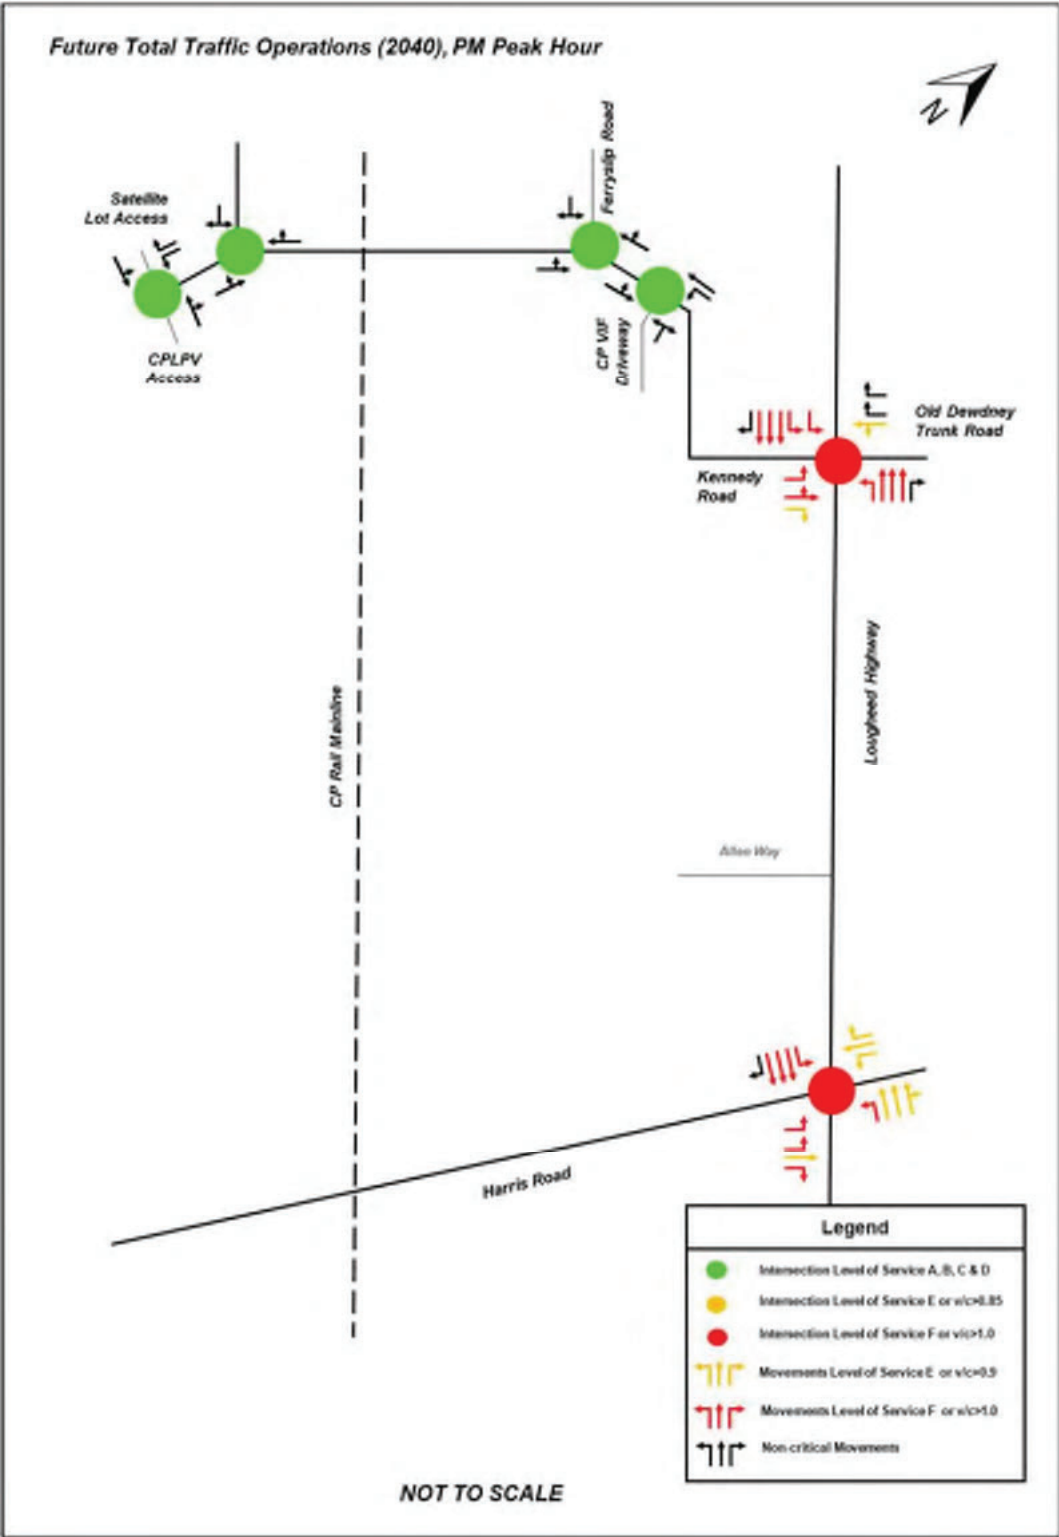 Future Total Traffic Operations (2040), PM Peak Hour
N
Ferryslip Road
Satellite
Lot Access
CPLPV
Access
CP VIF
Driveway
Old Dewdney
Trunk Road
Kennedy
Road
Lougheed Highway
CP Rail Mainline
Allen Way
Harris Road
Legend
Intersection Level of Service A, B, C & D
Intersection Level of Service E or v/c>0.85
Intersection Level of Service F or v/c>1.0
Movements Level of Service E or v/c>0.9
Movements Level of Service F or v/c>1.0
Non-critical Movements
NOT TO SCALE